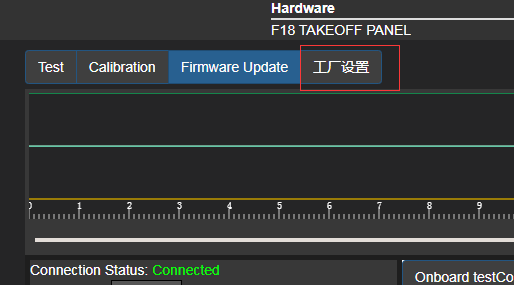 Hardware
F18 TAKEOFF PANEL
Test Calibration Firmware Update 工厂设置
0 1 2 3 4 5 6 7 8 9
Connection Status: Connected
Onboard testCo